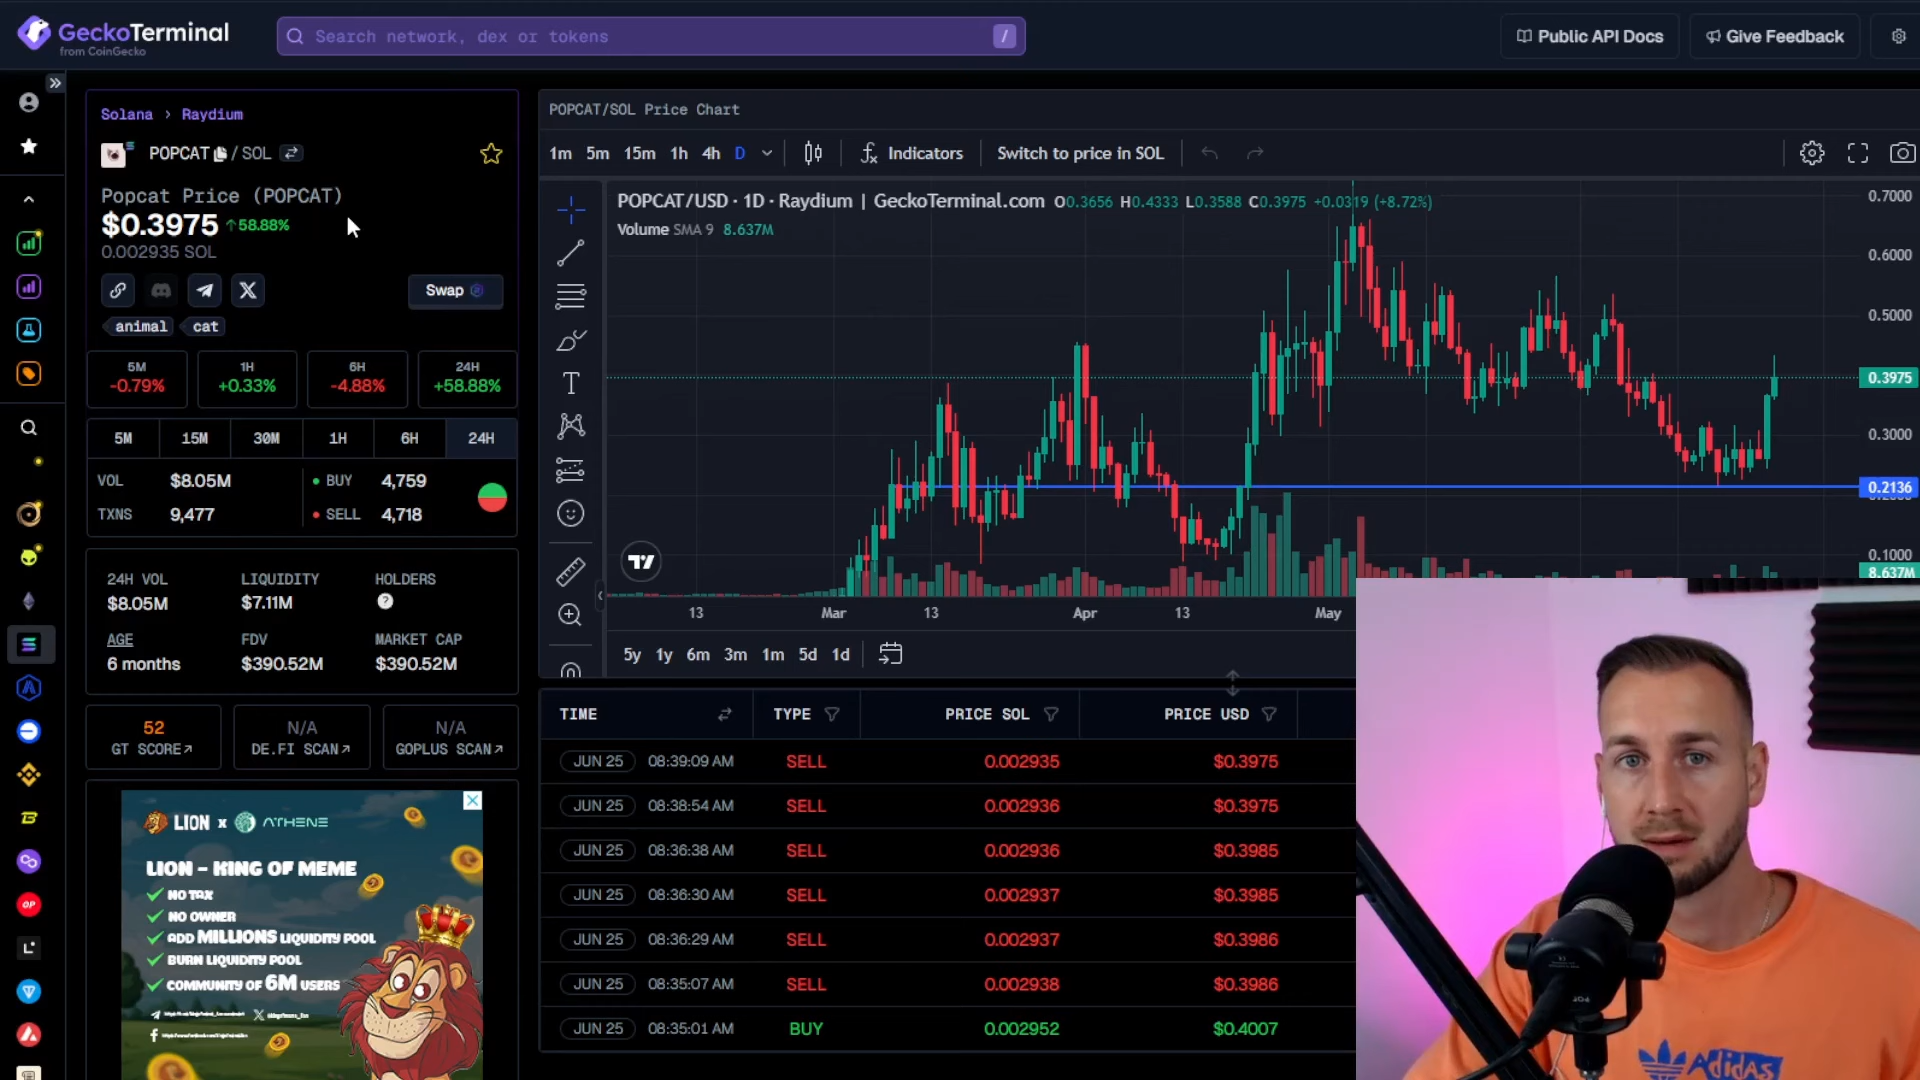 GeckoTerminal
from CoinGecko
Search network, dex or tokens
/
Public API Docs
Give Feedback
Solana › Raydium
POPCAT / SOL
Popcat Price (POPCAT)
$0.3975 ↑58.88%
0.002935 SOL
Swap
animal
cat
5M
-0.79%
1H
+0.33%
6H
-4.88%
24H
+58.88%
5M 15M 30M 1H 6H 24H
VOL $8.05M BUY 4,759
TXNS 9,477 SELL 4,718
24H VOL LIQUIDITY HOLDERS
$8.05M $7.11M ?
AGE FDV MARKET CAP
6 months $390.52M $390.52M
52 N/A N/A
GT SCORE↗ DE.FI SCAN↗ GOPLUS SCAN↗
LION x ATHENE
LION - KING OF MEME
NO TAX
NO OWNER
ADD MILLIONS LIQUIDITY POOL
BURN LIQUIDITY POOL
COMMUNITY OF 6M USERS
POPCAT/SOL Price Chart
1m 5m 15m 1h 4h D Indicators Switch to price in SOL
POPCAT/USD · 1D · Raydium | GeckoTerminal.com O0.3656 H0.4333 L0.3588 C0.3975 +0.0319 (+8.72%)
Volume SMA 9 8.637M
0.7000
0.6000
0.5000
0.3975
0.3000
0.2136
0.1000
8.637M
13 Mar 13 Apr 13 May
5y 1y 6m 3m 1m 5d 1d
TIME TYPE PRICE SOL PRICE USD
JUN 25 08:39:09 AM SELL 0.002935 $0.3975
JUN 25 08:38:54 AM SELL 0.002936 $0.3975
JUN 25 08:36:38 AM SELL 0.002936 $0.3985
JUN 25 08:36:30 AM SELL 0.002937 $0.3985
JUN 25 08:36:29 AM SELL 0.002937 $0.3986
JUN 25 08:35:07 AM SELL 0.002938 $0.3986
JUN 25 08:35:01 AM BUY 0.002952 $0.4007
adidas